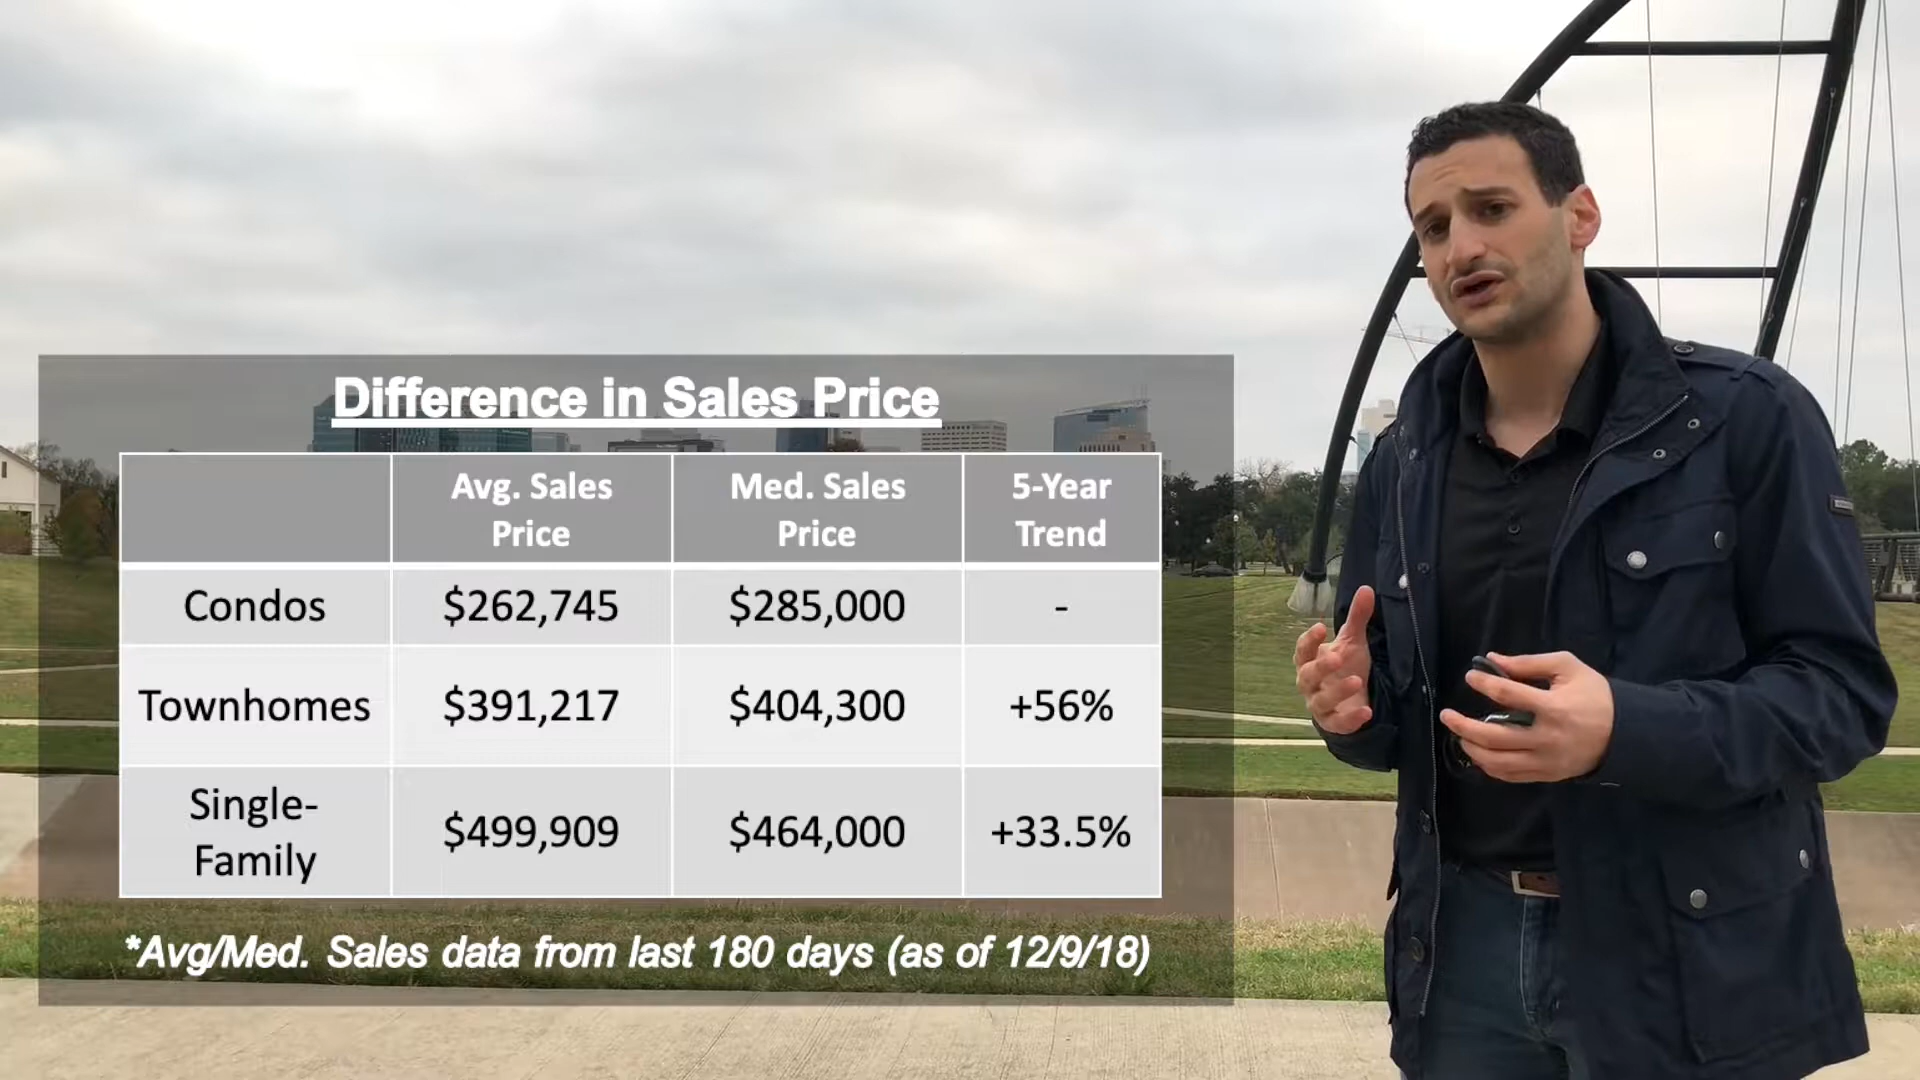 Difference in Sales Price
Avg. Sales Price Med. Sales Price 5-Year Trend
Condos $262,745 $285,000 -
Townhomes $391,217 $404,300 +56%
Single-Family $499,909 $464,000 +33.5%
*Avg/Med. Sales data from last 180 days (as of 12/9/18)